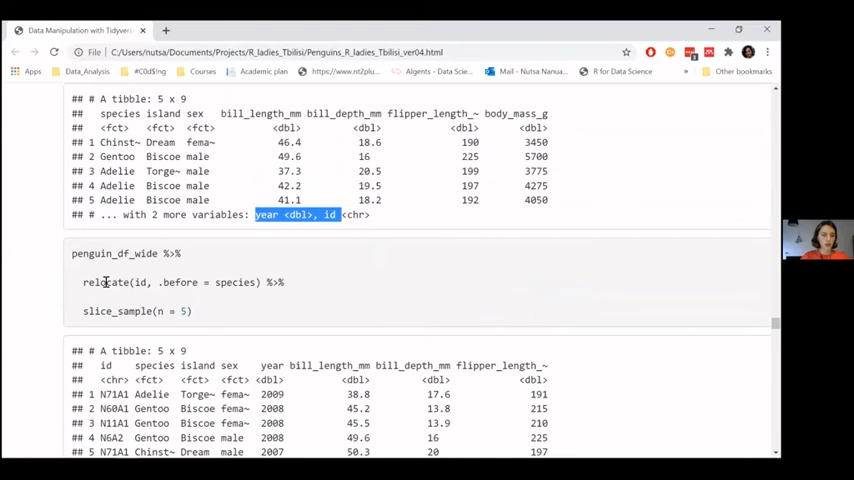 Data Manipulation with Tidyvers
File
C:/Users/nutsa/Documents/Projects/R_ladies_Tbilisi/Penguins_R_ladies_Tbilisi_ver04.html
Apps Data_Analysis #C0d$Ing Courses Academic plan https://www.nt2plu... Algents - Data Scie... Mail - Nutsa Nanua... R for Data Science » Other bookmarks
## # A tibble: 5 x 9
## species island sex bill_length_mm bill_depth_mm flipper_length_~ body_mass_g
## <fct> <fct> <fct> <dbl> <dbl> <dbl> <dbl>
## 1 Chinst~ Dream fema~ 46.4 18.6 190 3450
## 2 Gentoo Biscoe male 49.6 16 225 5700
## 3 Adelie Torge~ male 37.3 20.5 199 3775
## 4 Adelie Biscoe male 42.2 19.5 197 4275
## 5 Adelie Biscoe male 41.1 18.2 192 4050
## # ... with 2 more variables: year <dbl>, id <chr>
penguin_df_wide %>%
relocate(id, .before = species) %>%
slice_sample(n = 5)
## # A tibble: 5 x 9
## id species island sex year bill_length_mm bill_depth_mm flipper_length_~
## <chr> <fct> <fct> <fct> <dbl> <dbl> <dbl> <dbl>
## 1 N71A1 Adelie Torge~ fema~ 2009 38.8 17.6 191
## 2 N60A1 Gentoo Biscoe fema~ 2008 45.2 13.8 215
## 3 N11A1 Gentoo Biscoe fema~ 2008 45.5 13.9 210
## 4 N6A2 Gentoo Biscoe male 2008 49.6 16 225
## 5 N71A1 Chinst~ Dream male 2007 50.3 20 197